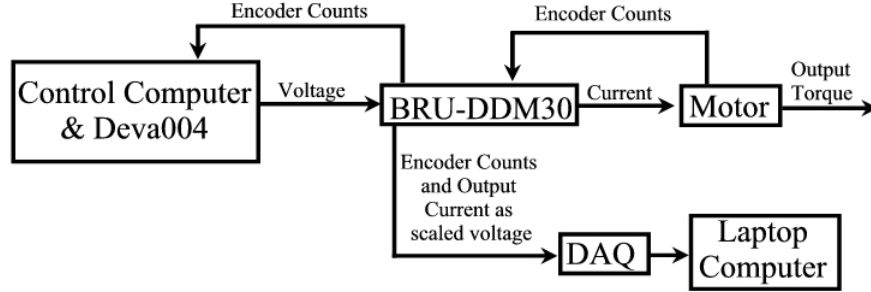 Encoder Counts
Encoder Counts
Control Computer
& Deva004
Voltage
BRU-DDM30
Current
Motor
Output
Torque
Encoder Counts
and Output
Current as
scaled voltage
DAQ
Laptop
Computer